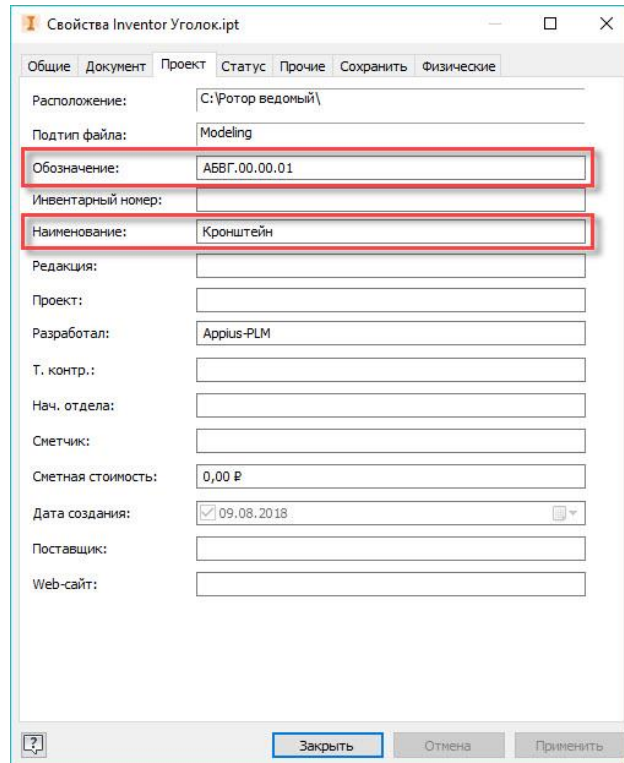 Свойства Inventor Уголок.ipt
Общие Документ Проект Статус Прочие Сохранить Физические
Расположение: C:\Ротор ведомый\
Подтип файла: Modeling
Обозначение: АБВГ.00.00.01
Инвентарный номер:
Наименование: Кронштейн
Редакция:
Проект:
Разработал: Appius-PLM
Т. контр.:
Нач. отдела:
Сметчик:
Сметная стоимость: 0,00 ₽
Дата создания: 09.08.2018
Поставщик:
Web-сайт:
Закрыть Отмена Применить